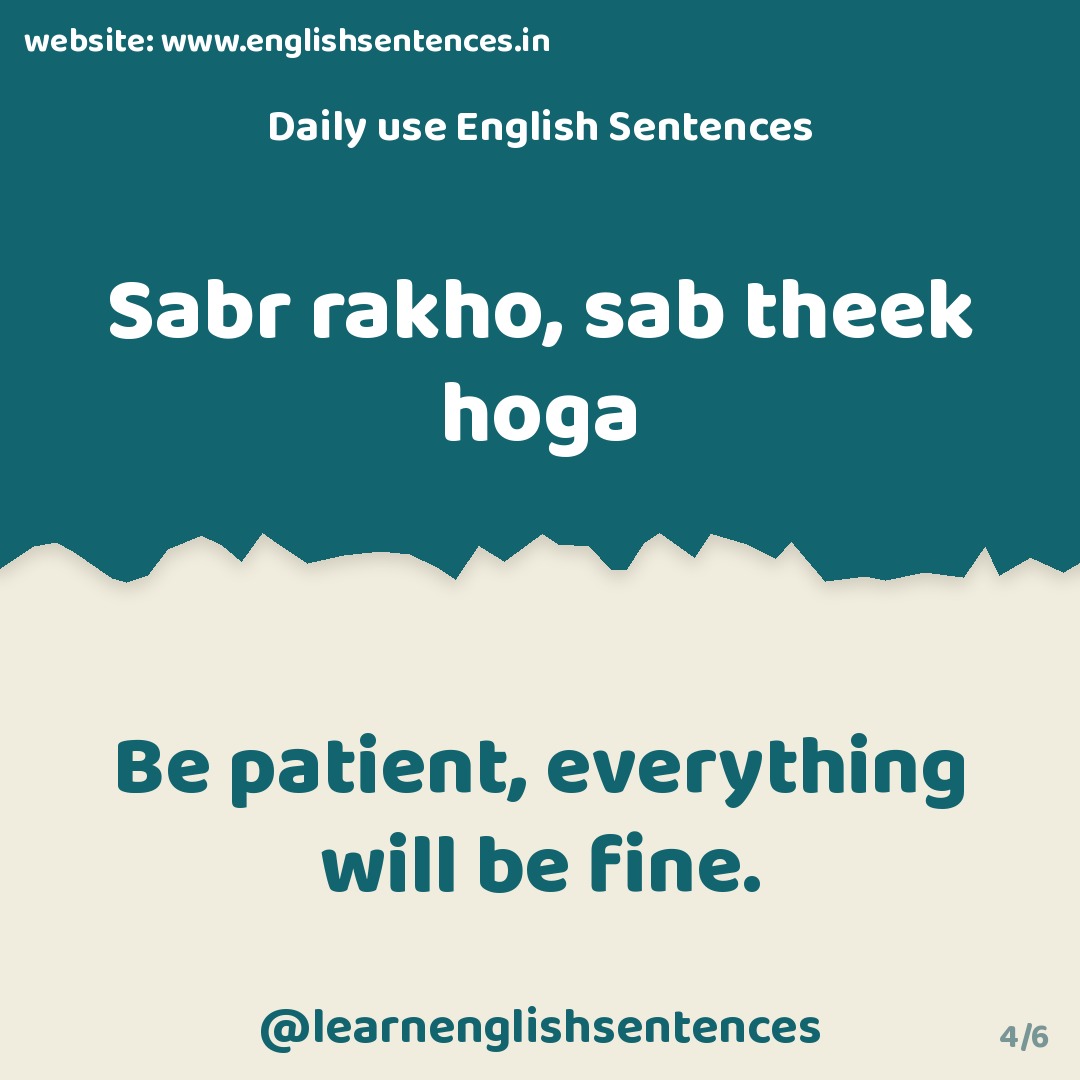 website: www.englishsentences.in
Daily use English Sentences
Sabr rakho, sab theek
hoga
Be patient, everything
will be fine.
@learnenglishsentences
4/6